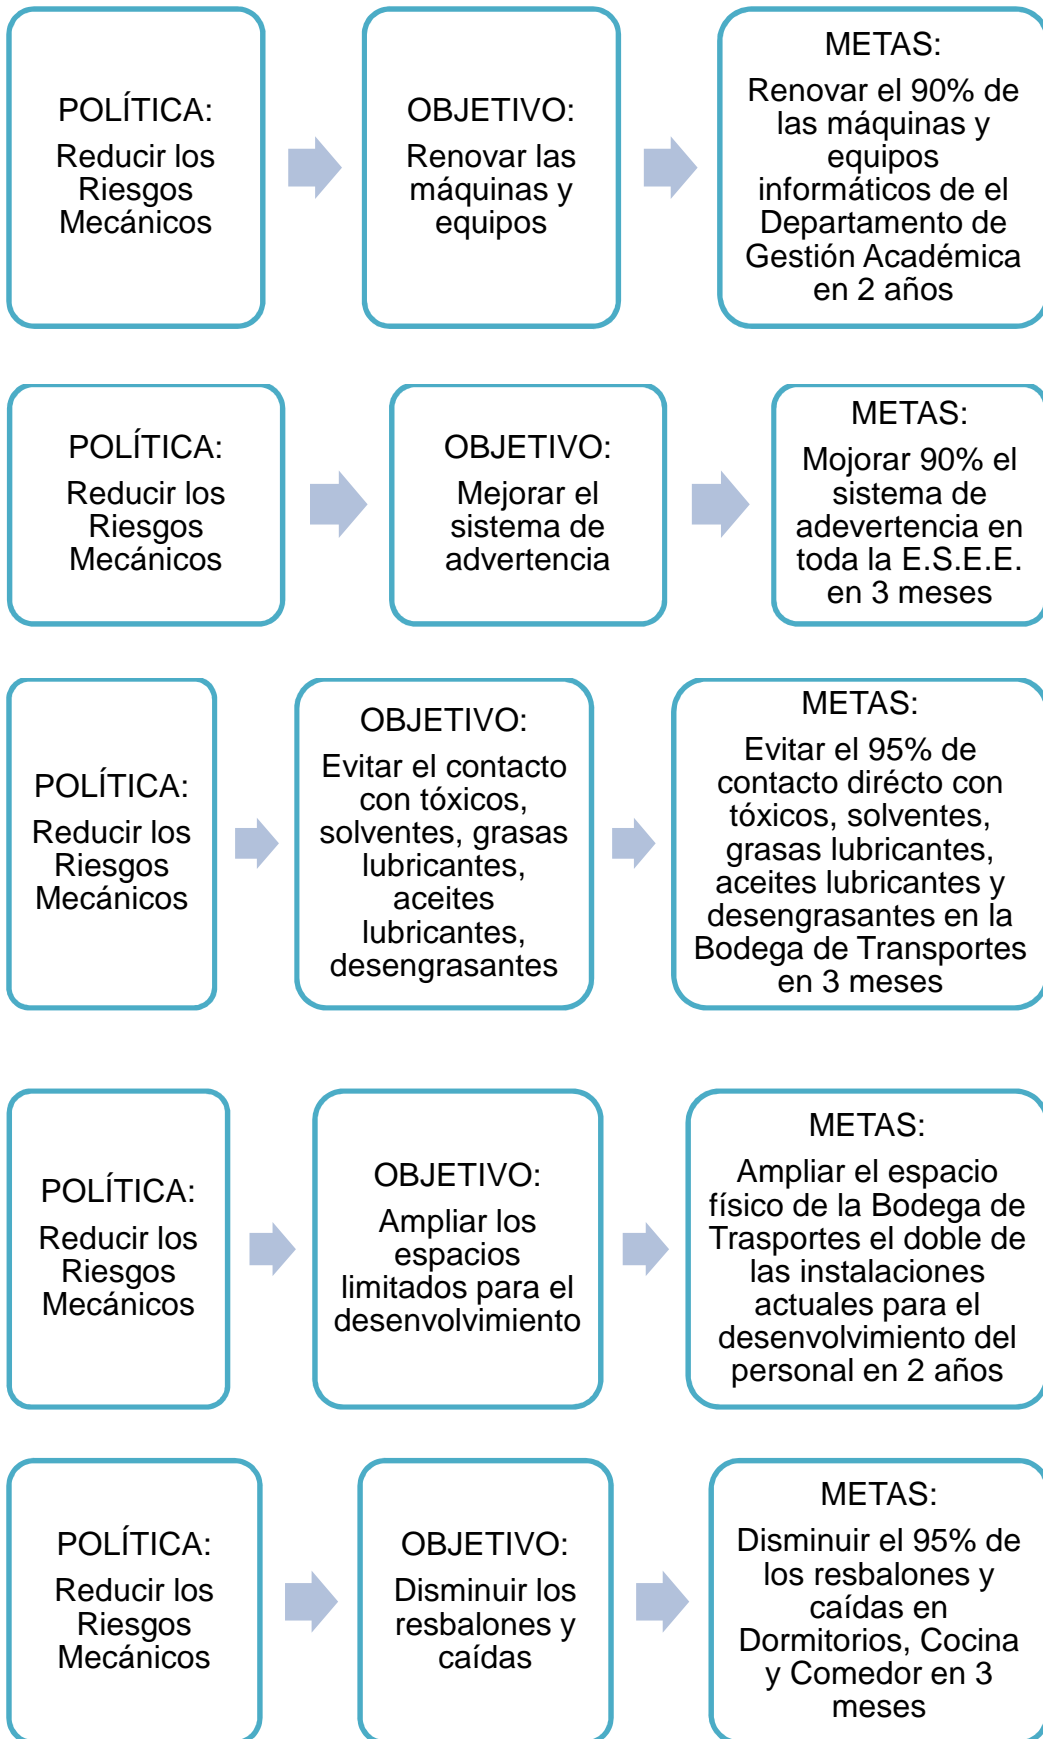 POLÍTICA:
Reducir los
Riesgos
Mecánicos
OBJETIVO:
Renovar las
máquinas y
equipos
METAS:
Renovar el 90% de
las máquinas y
equipos
informáticos de el
Departamento de
Gestión Académica
en 2 años
POLÍTICA:
Reducir los
Riesgos
Mecánicos
OBJETIVO:
Mejorar el
sistema de
advertencia
METAS:
Mojorar 90% el
sistema de
adevertencia en
toda la E.S.E.E.
en 3 meses
POLÍTICA:
Reducir los
Riesgos
Mecánicos
OBJETIVO:
Evitar el contacto
con tóxicos,
solventes, grasas
lubricantes,
aceites
lubricantes,
desengrasantes
METAS:
Evitar el 95% de
contacto dirécto con
tóxicos, solventes,
grasas lubricantes,
aceites lubricantes y
desengrasantes en la
Bodega de Transportes
en 3 meses
POLÍTICA:
Reducir los
Riesgos
Mecánicos
OBJETIVO:
Ampliar los
espacios
limitados para el
desenvolvimiento
METAS:
Ampliar el espacio
físico de la Bodega de
Trasportes el doble de
las instalaciones
actuales para el
desenvolvimiento del
personal en 2 años
POLÍTICA:
Reducir los
Riesgos
Mecánicos
OBJETIVO:
Disminuir los
resbalones y
caídas
METAS:
Disminuir el 95% de
los resbalones y
caídas en
Dormitorios, Cocina
y Comedor en 3
meses